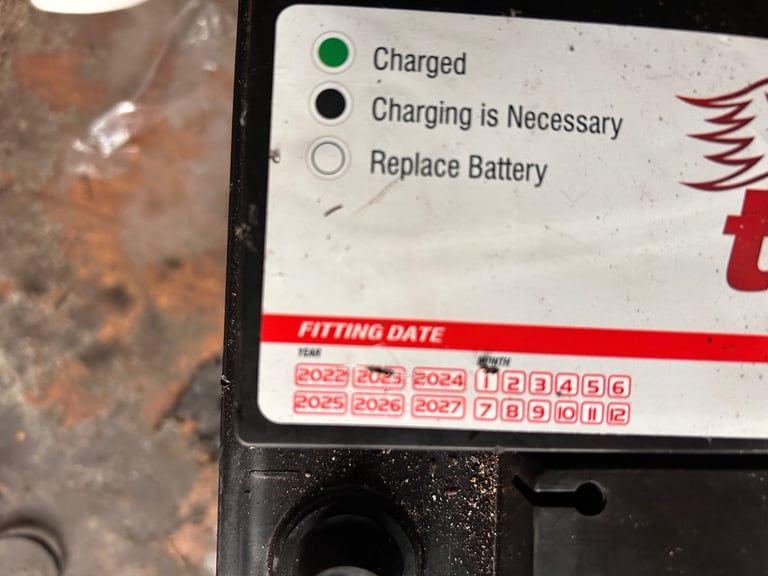 Charged
Charging is Necessary
Replace Battery
t
FITTING DATE
YEAR MONTH
2022 2023 2024 1 2 3 4 5 6
2025 2026 2027 7 8 9 10 11 12